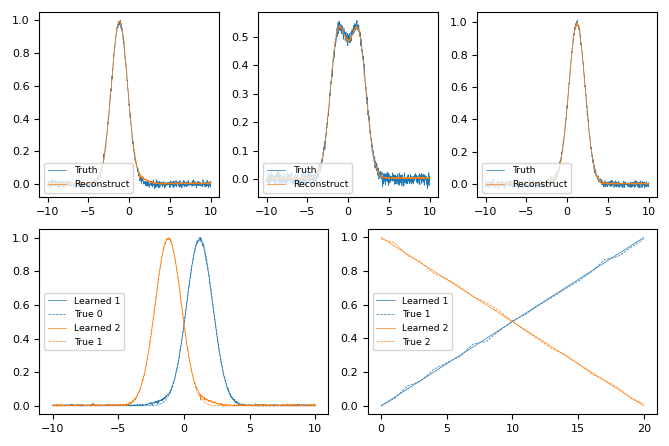 1.0
0.8
0.6
0.4
0.2
0.0
Truth
Reconstruct
−10 −5 0 5 10
0.5
0.4
0.3
0.2
0.1
0.0
Truth
Reconstruct
−10 −5 0 5 10
1.0
0.8
0.6
0.4
0.2
0.0
Truth
Reconstruct
−10 −5 0 5 10
1.0
0.8
0.6
0.4
0.2
0.0
Learned 1
True 0
Learned 2
True 1
−10 −5 0 5 10
1.0
0.8
0.6
0.4
0.2
0.0
Learned 1
True 1
Learned 2
True 2
0 5 10 15 20